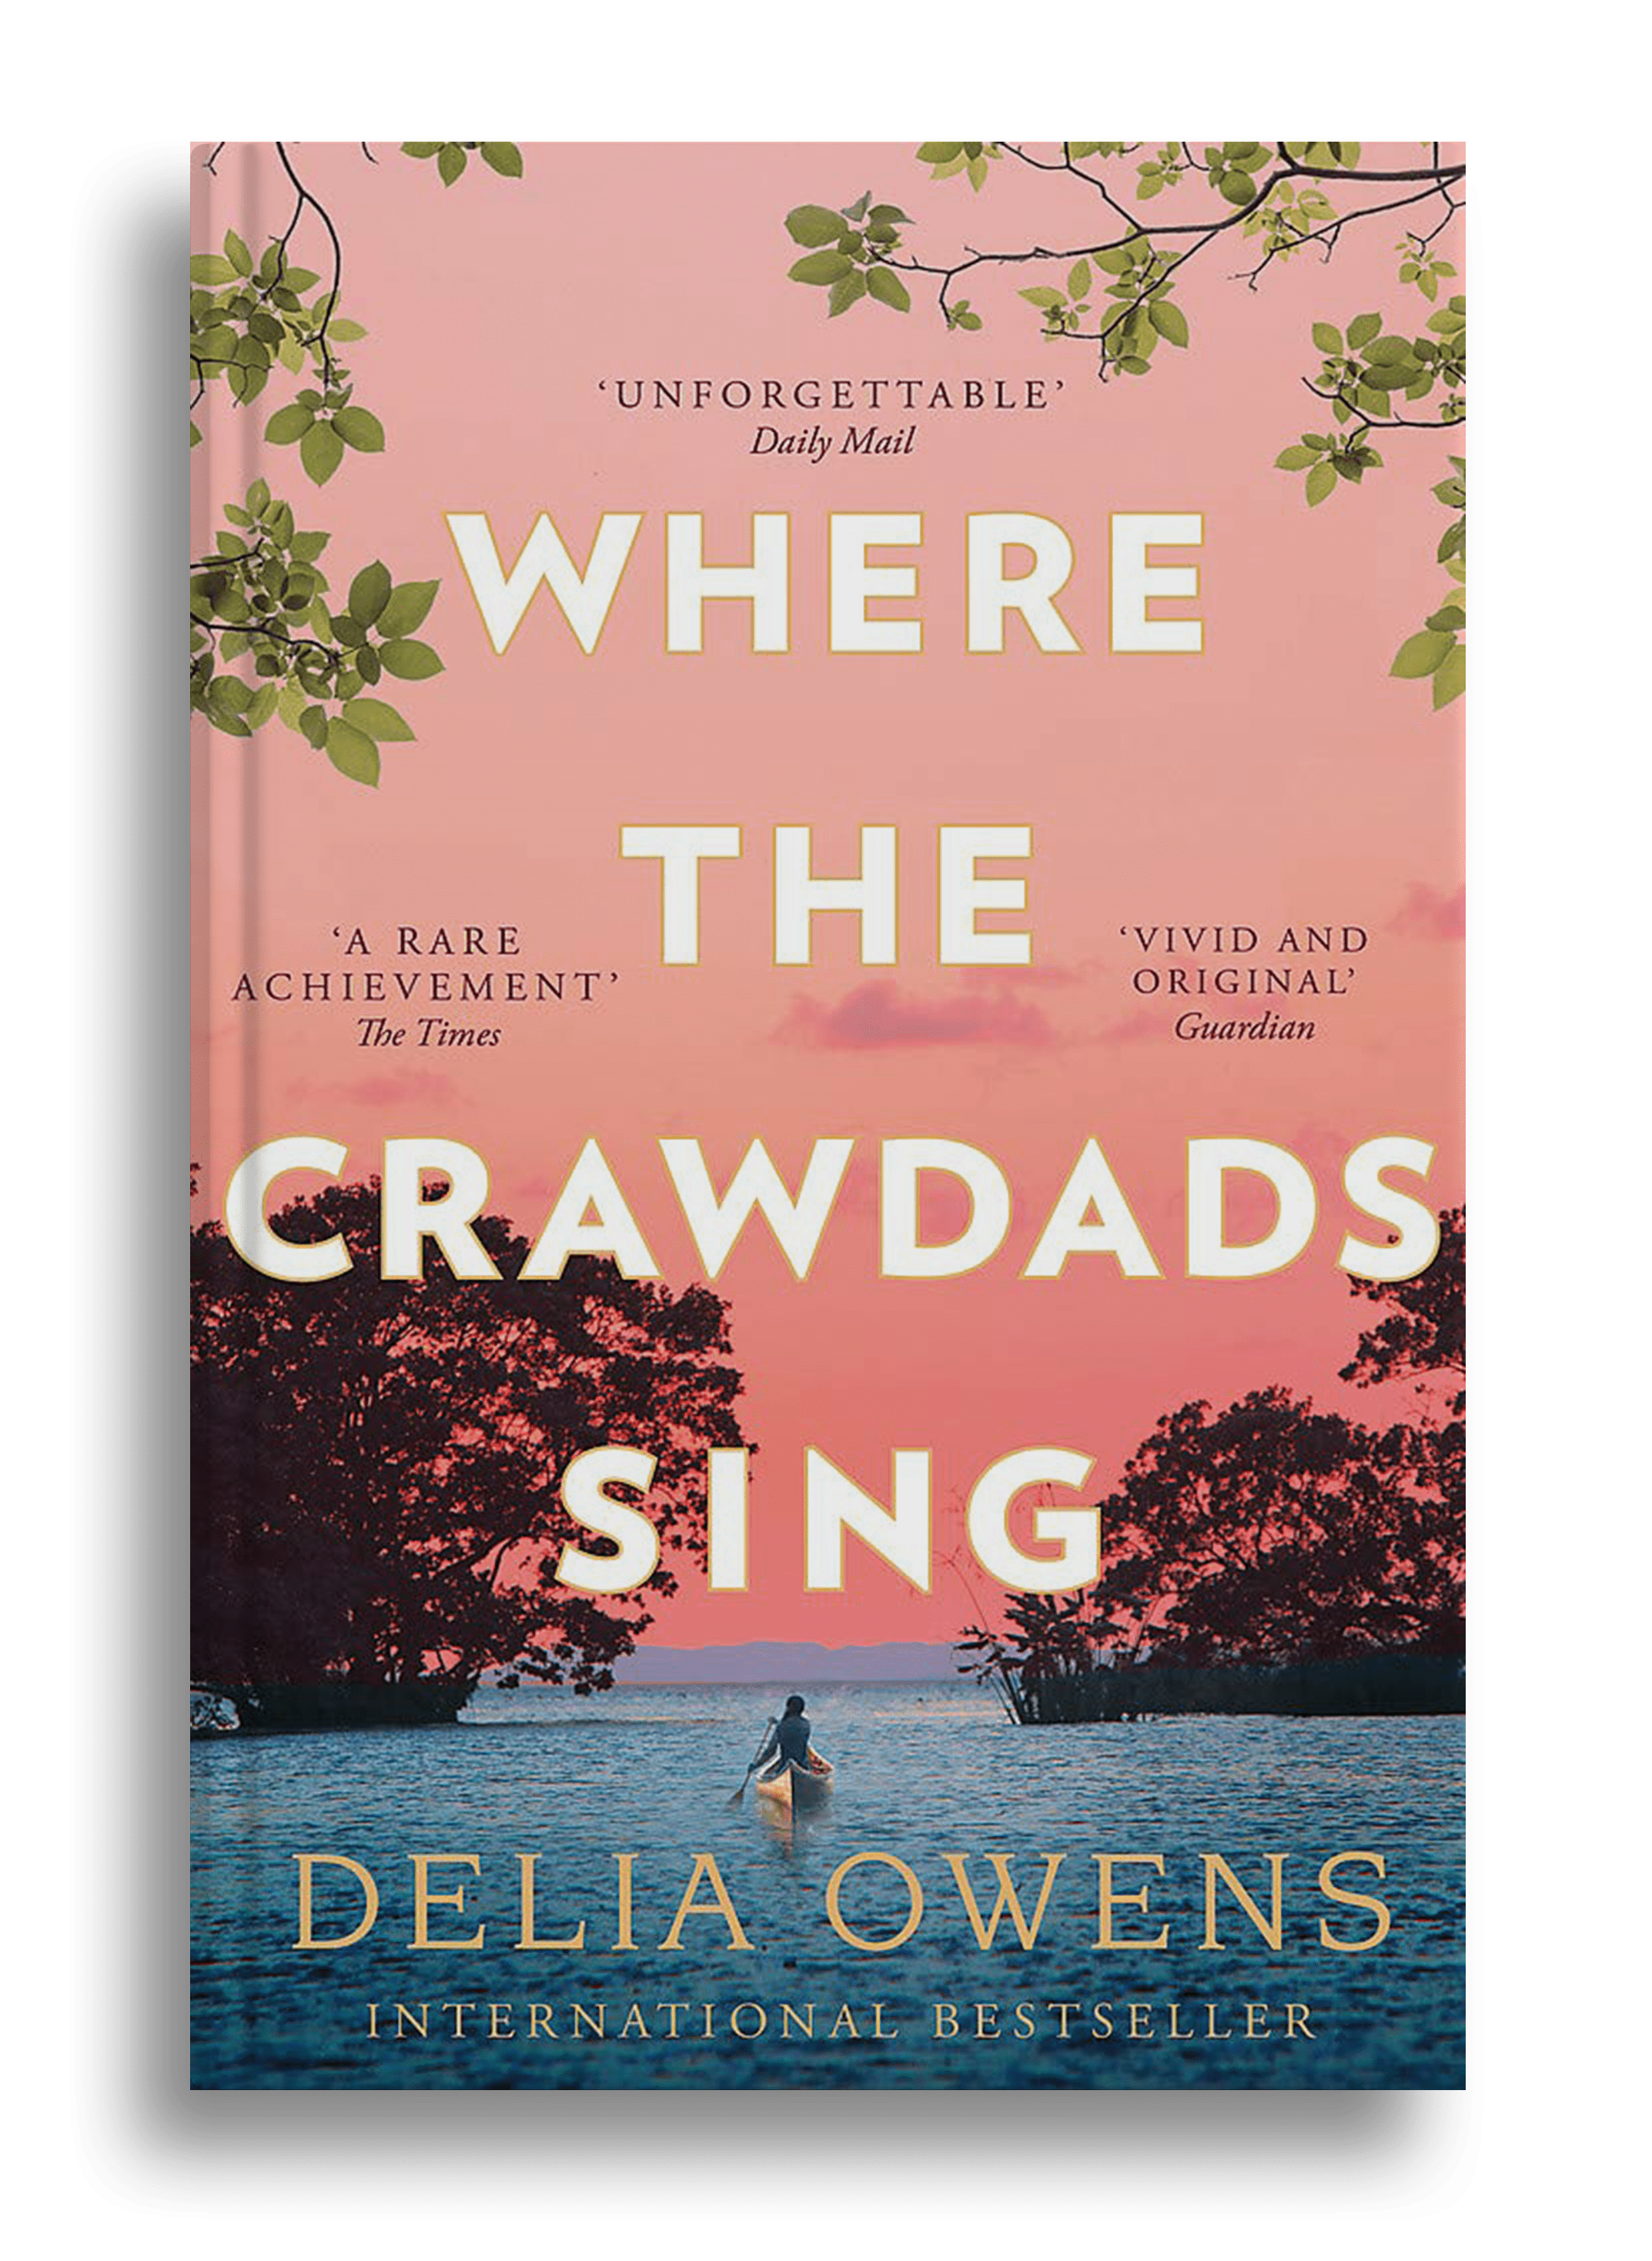 ‘UNFORGETTABLE’
Daily Mail
WHERE
THE
‘A RARE
ACHIEVEMENT’
The Times
‘VIVID AND
ORIGINAL’
Guardian
CRAWDADS
SING
DELIA OWENS
INTERNATIONAL BESTSELLER